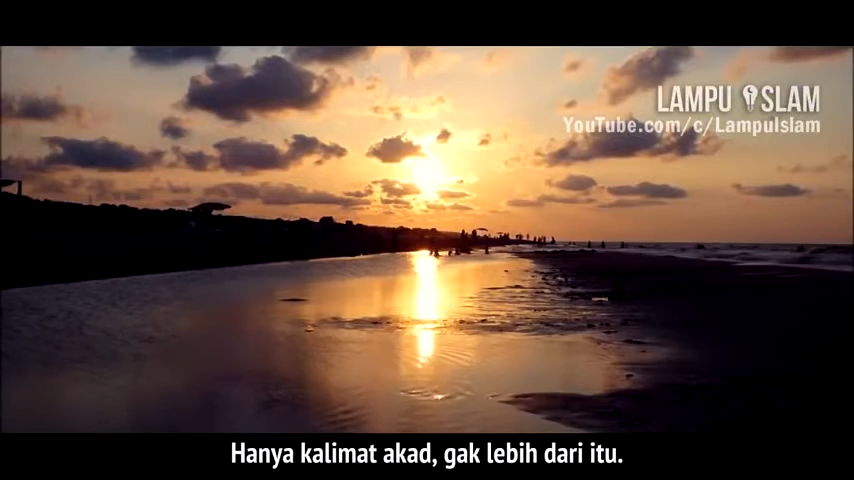 LAMPU ISLAM
YouTube.com/c/LampuIslam
Hanya kalimat akad, gak lebih dari itu.